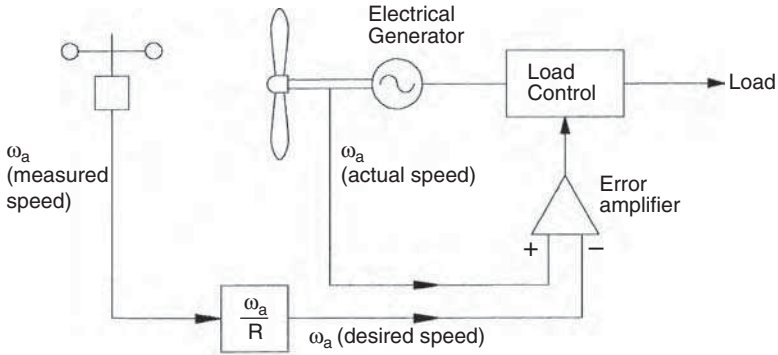 Electrical
Generator
Load
Control
Load
ωa
(measured
speed)
ωa
(actual speed)
Error
amplifier
+
−
ωa
R
ωa (desired speed)